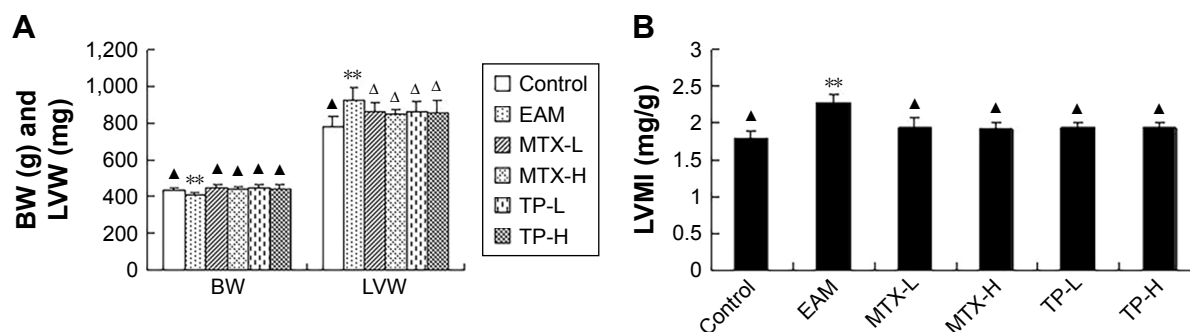 A
BW (g) and
LVW (mg)
1,200
1,000
800
600
400
200
0
▲
**
▲
▲
▲
▲
▲
**
Δ
Δ
Δ
Δ
BW
LVW
Control
EAM
MTX-L
MTX-H
TP-L
TP-H
B
LVMI (mg/g)
3
2.5
2
1.5
1
0.5
0
▲
**
▲
▲
▲
▲
Control
EAM
MTX-L
MTX-H
TP-L
TP-H